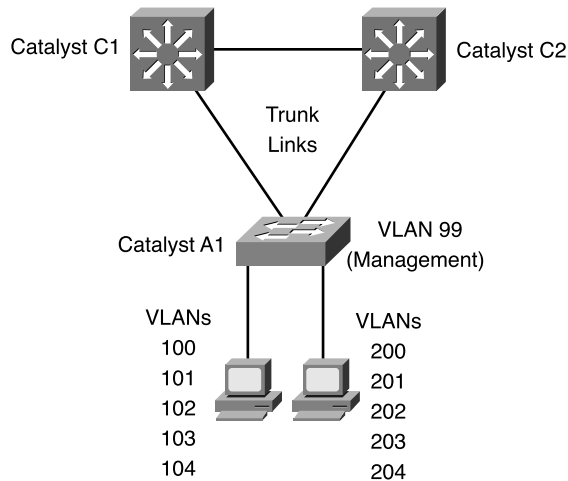 Catalyst C1
Catalyst C2
Trunk
Links
Catalyst A1
VLAN 99
(Management)
VLANs
100
101
102
103
104
VLANs
200
201
202
203
204